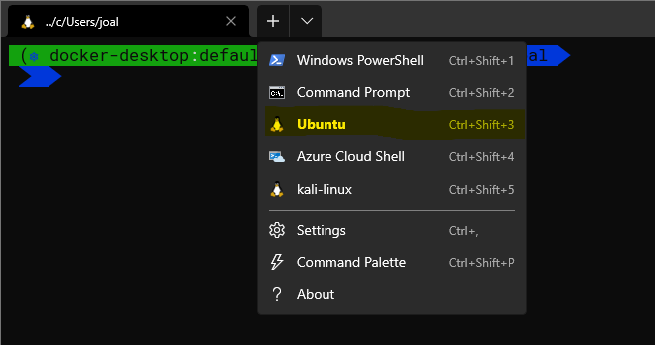 ../c/Users/joal
(⎈ docker-desktop:defaul
al
Windows PowerShell Ctrl+Shift+1
Command Prompt Ctrl+Shift+2
Ubuntu Ctrl+Shift+3
Azure Cloud Shell Ctrl+Shift+4
kali-linux Ctrl+Shift+5
Settings Ctrl+,
Command Palette Ctrl+Shift+P
About